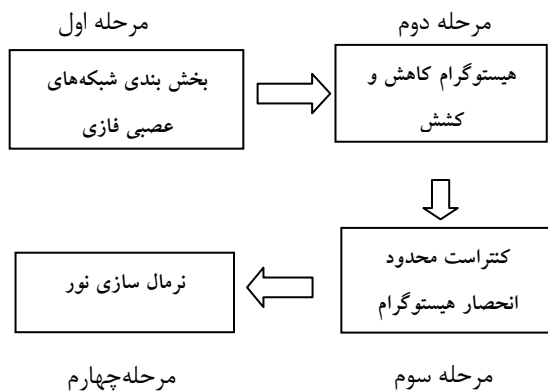 مرحله اول
بخش بندی شبکه‌های
عصبی فازی
مرحله دوم
هیستوگرام کاهش و
کشش
کنتراست محدود
انحصار هیستوگرام
مرحله سوم
نرمال سازی نور
مرحله‌چهارم